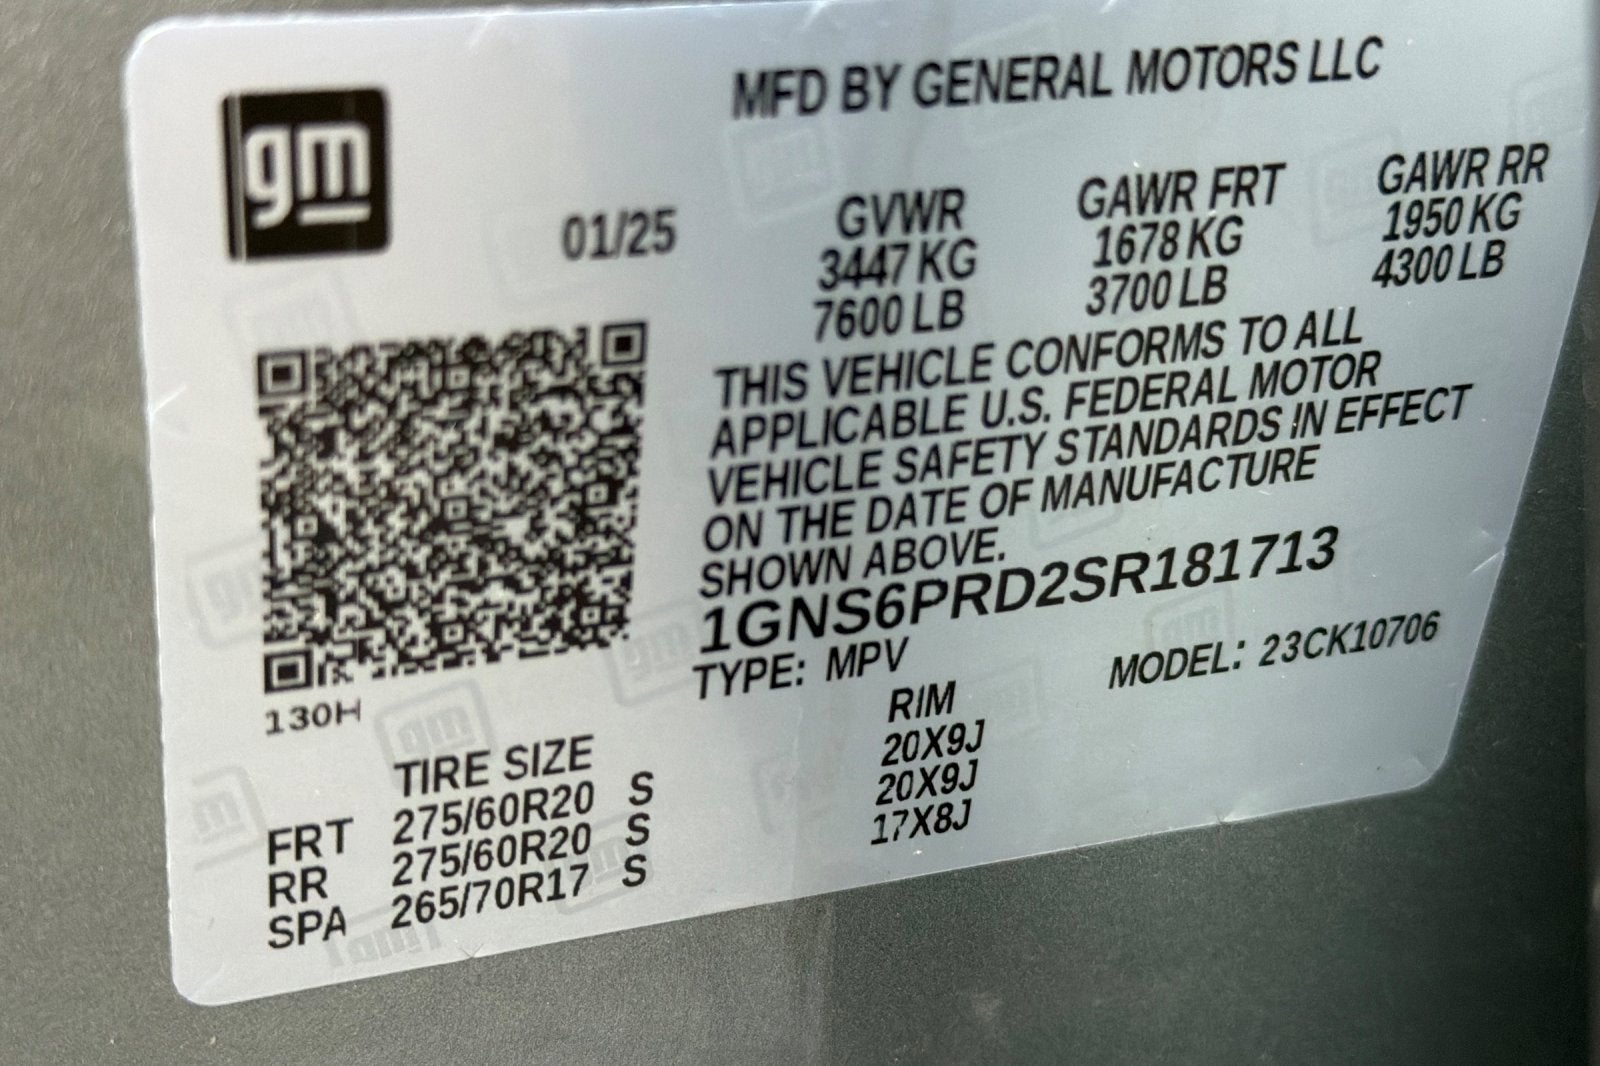 gm
MFD BY GENERAL MOTORS LLC
01/25
GVWR GAWR FRT GAWR RR
3447 KG 1678 KG 1950 KG
7600 LB 3700 LB 4300 LB
THIS VEHICLE CONFORMS TO ALL
APPLICABLE U.S. FEDERAL MOTOR
VEHICLE SAFETY STANDARDS IN EFFECT
ON THE DATE OF MANUFACTURE
SHOWN ABOVE.
1GNS6PRD2SR181713
TYPE: MPV MODEL: 23CK10706
130H
TIRE SIZE RIM
FRT 275/60R20 S 20X9J
RR 275/60R20 S 20X9J
SPA 265/70R17 S 17X8J